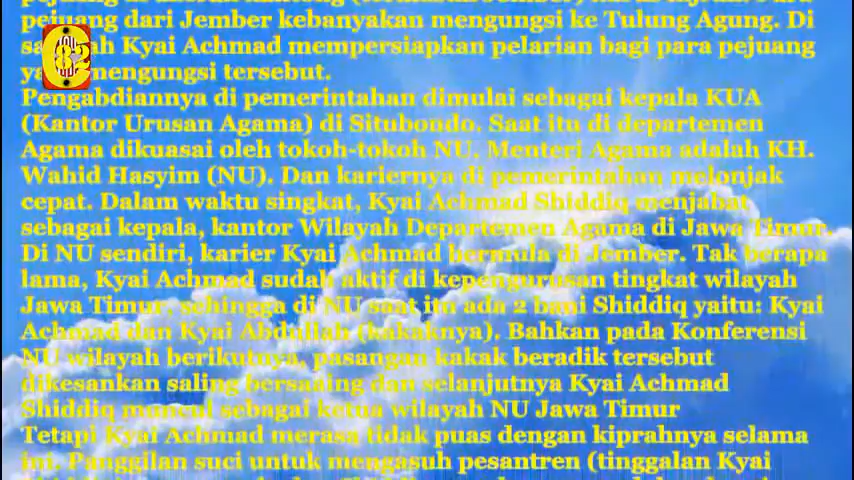 pejuang dari Jember kebanyakan mengungsi ke Tulung Agung. Di
Kyai Achmad mempersiapkan pelarian bagi para pejuang
mengungsi tersebut.
Pengabdiannya di pemerintahan dimulai sebagai kepala KUA
(Kantor Urusan Agama) di Situbondo. Saat itu di departemen
Agama dikuasai oleh tokoh-tokoh NU, Menteri Agama adalah KH.
Wahid Hasyim (NU). Dan kariernya di pemerintahan melonjak
cepat. Dalam waktu singkat, Kyai Achmad Shiddiq menjabat
sebagai kepala, kantor Wilayah Departemen Agama di Jawa Timur.
Di NU sendiri, karier Kyai Achmad bermula di Jember. Tak berapa
lama, Kyai Achmad sudah aktif di kepengurusan tingkat wilayah
Jawa Timur, sehingga di NU saat itu ada 2 bani Shiddiq yaitu: Kyai
Achmad dan Kyai Abdullah (kakaknya). Bahkan pada Konferensi
NU wilayah berikutnya, pasangan kakak beradik tersebut
dikesankan saling bersaing dan selanjutnya Kyai Achmad
Shiddiq muncul sebagai ketua wilayah NU Jawa Timur
Tetapi Kyai Achmad merasa tidak puas dengan kiprahnya selama
ini. Panggilan suci untuk mengasuh pesantren (tinggalan Kyai